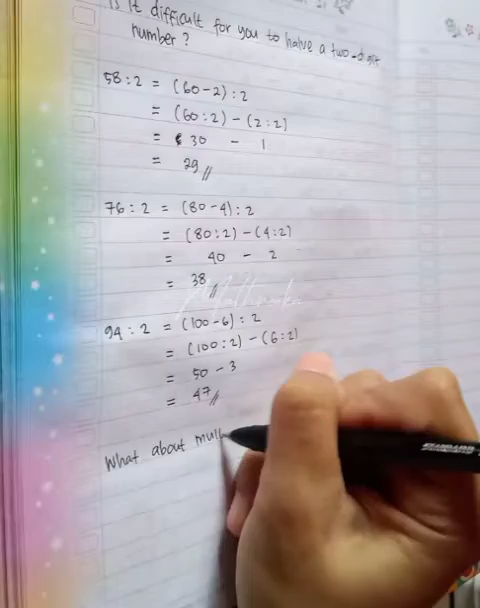 Is it difficult for you to halve a two-digit
number?
58:2 = (60-2):2
= (60:2)-(2:2)
= 30 - 1
= 29//
76:2 = (80-4):2
= (80:2)-(4:2)
= 40 - 2
= 38//
94:2 = (100-6):2
= (100:2)-(6:2)
= 50-3
= 47//
What about mul
STANDARD